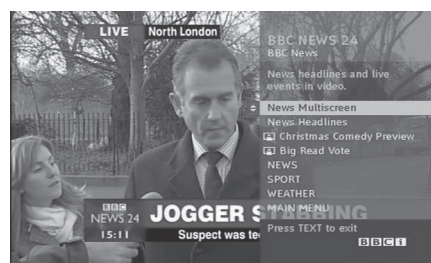 LIVE North London
BBC NEWS 24
BBC News
News headlines and live
events in video.
News Multiscreen
News Headlines
Christmas Comedy Preview
Big Read Vote
NEWS
SPORT
WEATHER
MAIN MENU
Press TEXT to exit
BBCi
BBC
NEWS 24
15:11
JOGGER STABBING
Suspect was te